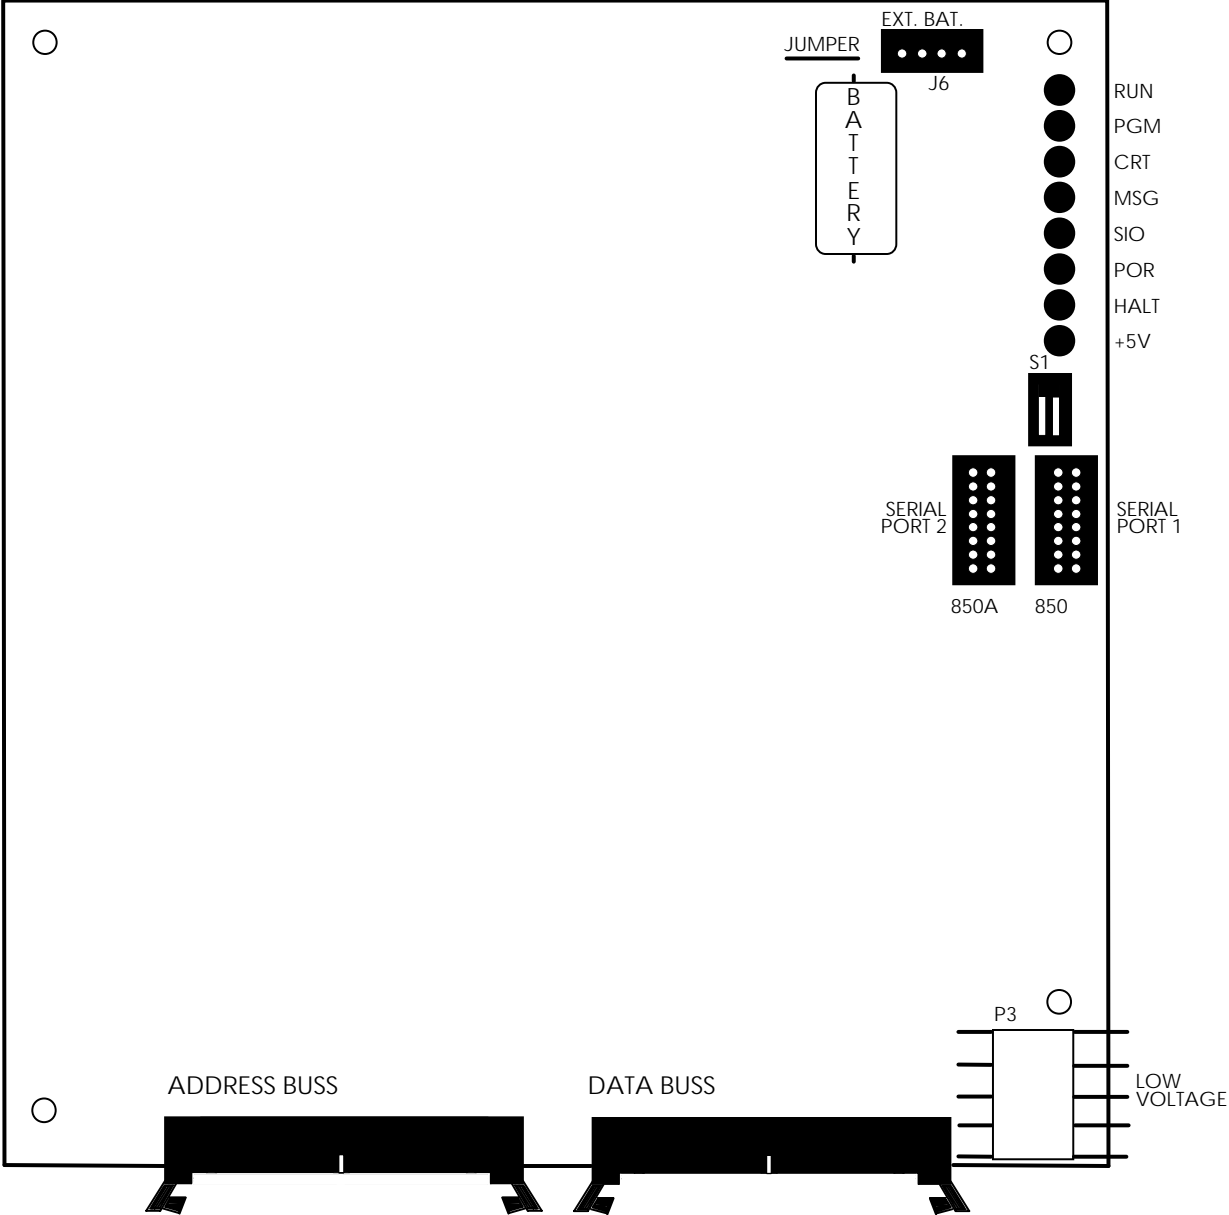 EXT. BAT.
JUMPER
J6
BATTERY
RUN
PGM
CRT
MSG
SIO
POR
HALT
+5V
S1
SERIAL
PORT 2
SERIAL
PORT 1
850A
850
P3
LOW
VOLTAGE
ADDRESS BUSS
DATA BUSS